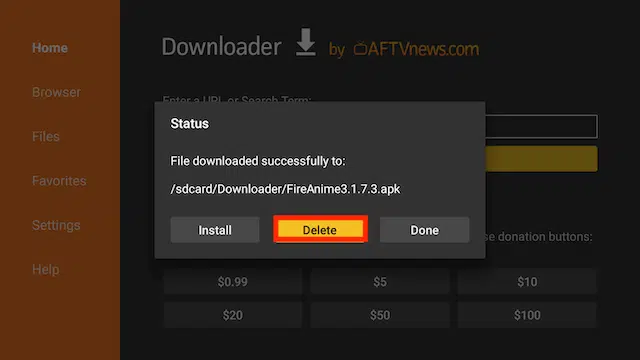 Home
Downloader by AFTVnews.com
Browser
Enter a URL or Search Term:
Status
Files
File downloaded successfully to:
Favorites
/sdcard/Downloader/FireAnime3.1.7.3.apk
Settings
Install Delete Done
se donation buttons:
Help
$0.99 $5 $10
$20 $50 $100